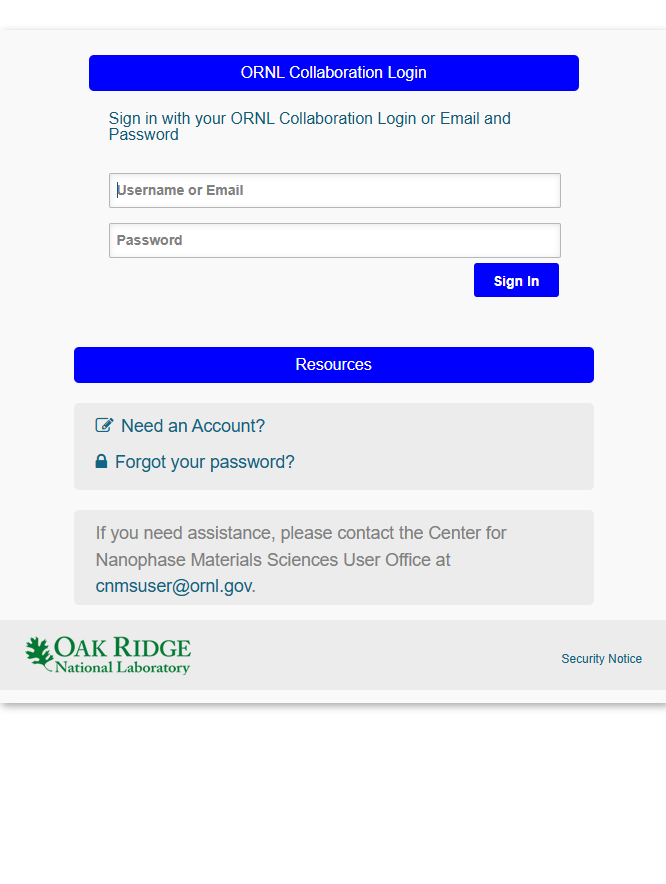 ORNL Collaboration Login
Sign in with your ORNL Collaboration Login or Email and
Password
Username or Email
Password
Sign In
Resources
Need an Account?
Forgot your password?
If you need assistance, please contact the Center for
Nanophase Materials Sciences User Office at
cnmsuser@ornl.gov.
OAK RIDGE
National Laboratory
Security Notice